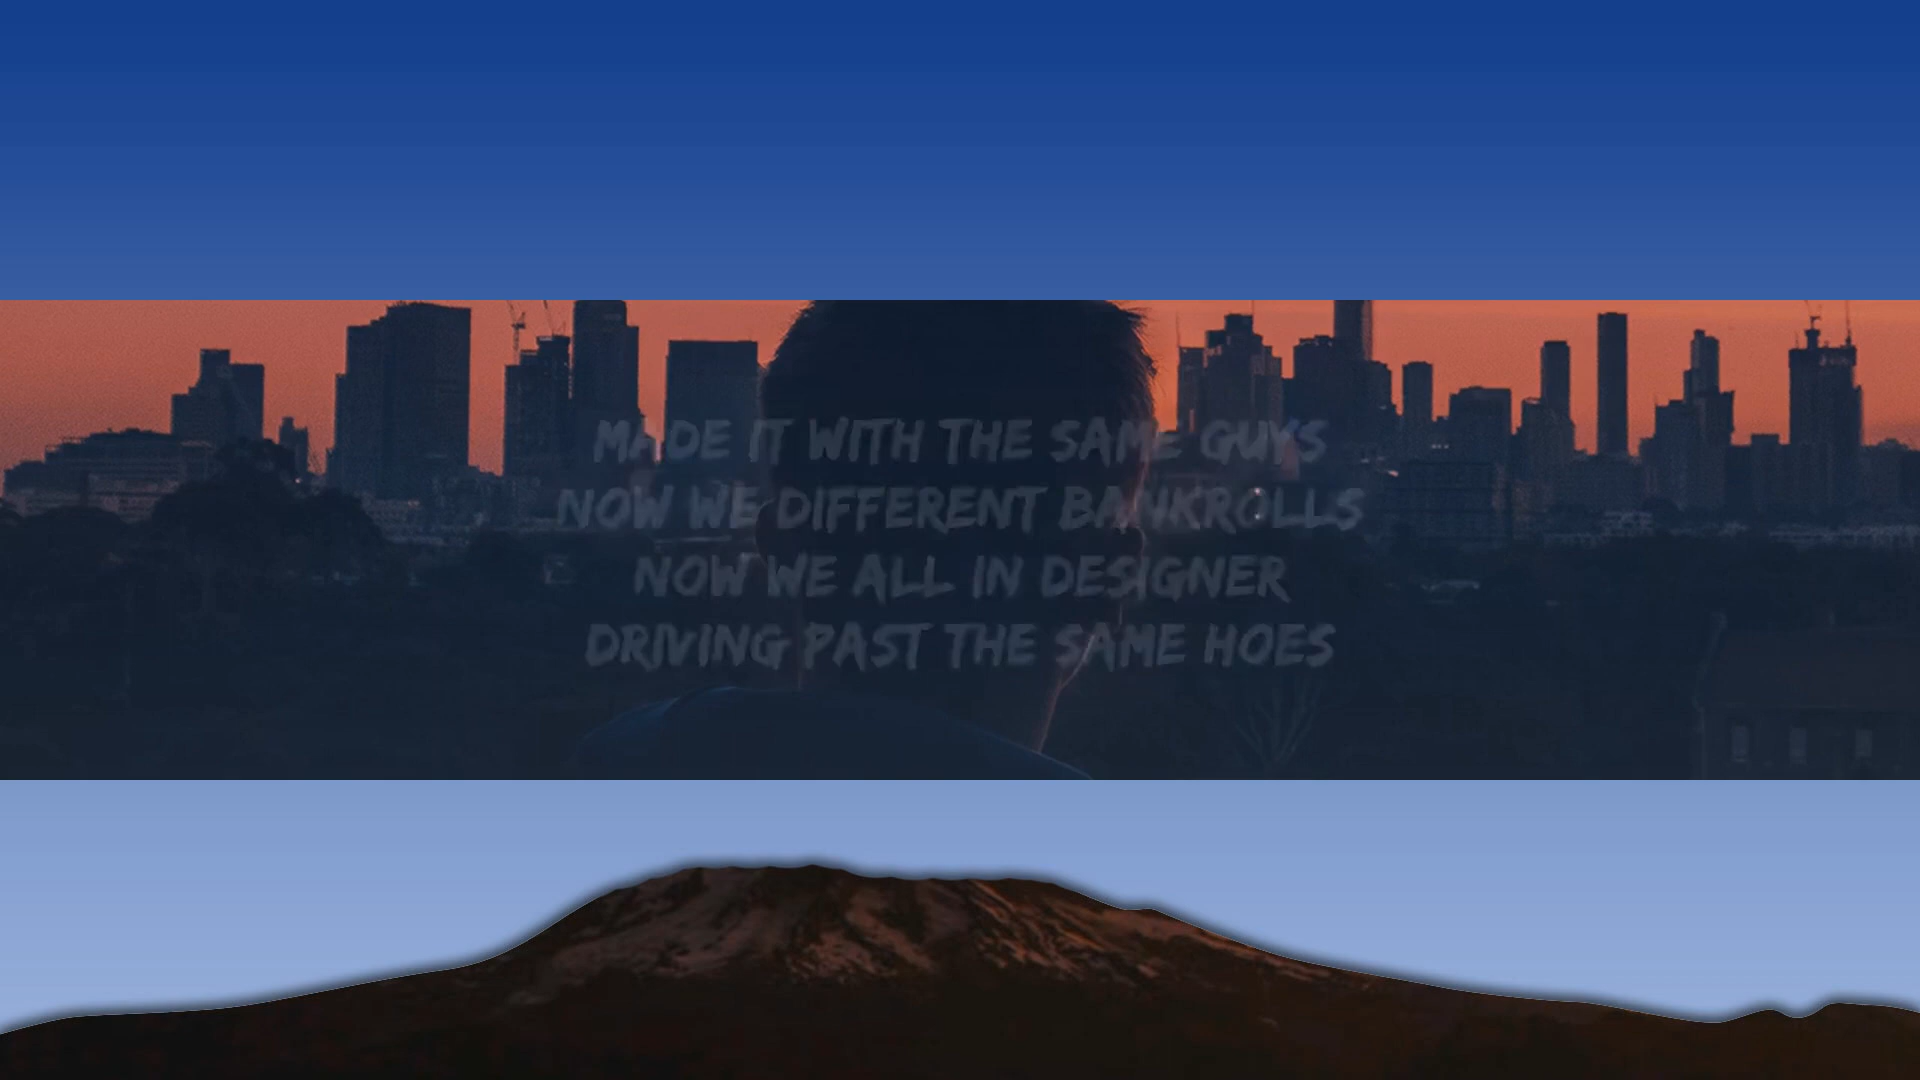 MADE IT WITH THE SAME GUYS
NOW WE DIFFERENT BANKROLLS
NOW WE ALL IN DESIGNER
DRIVING PAST THE SAME HOES